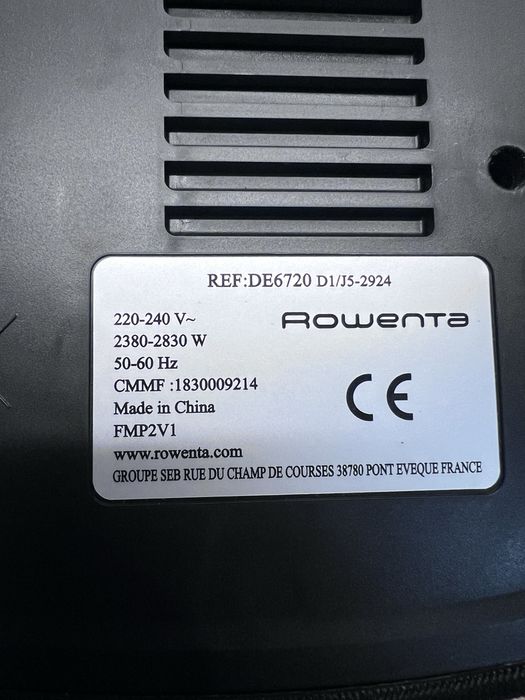 REF:DE6720 D1/J5-2924
Rowenta
220-240 V~
2380-2830 W
50-60 Hz
CMMF :1830009214
Made in China
FMP2V1
www.rowenta.com
CE
GROUPE SEB RUE DU CHAMP DE COURSES 38780 PONT EVEQUE FRANCE